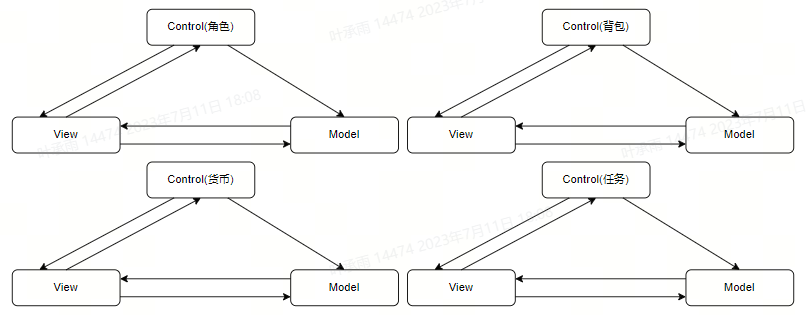 Control(角色)
Control(背包)
View
Model
View
Model
Control(货币)
Control(任务)
View
Model
View
Model
叶承雨 14474 2023年7月11日 18:08